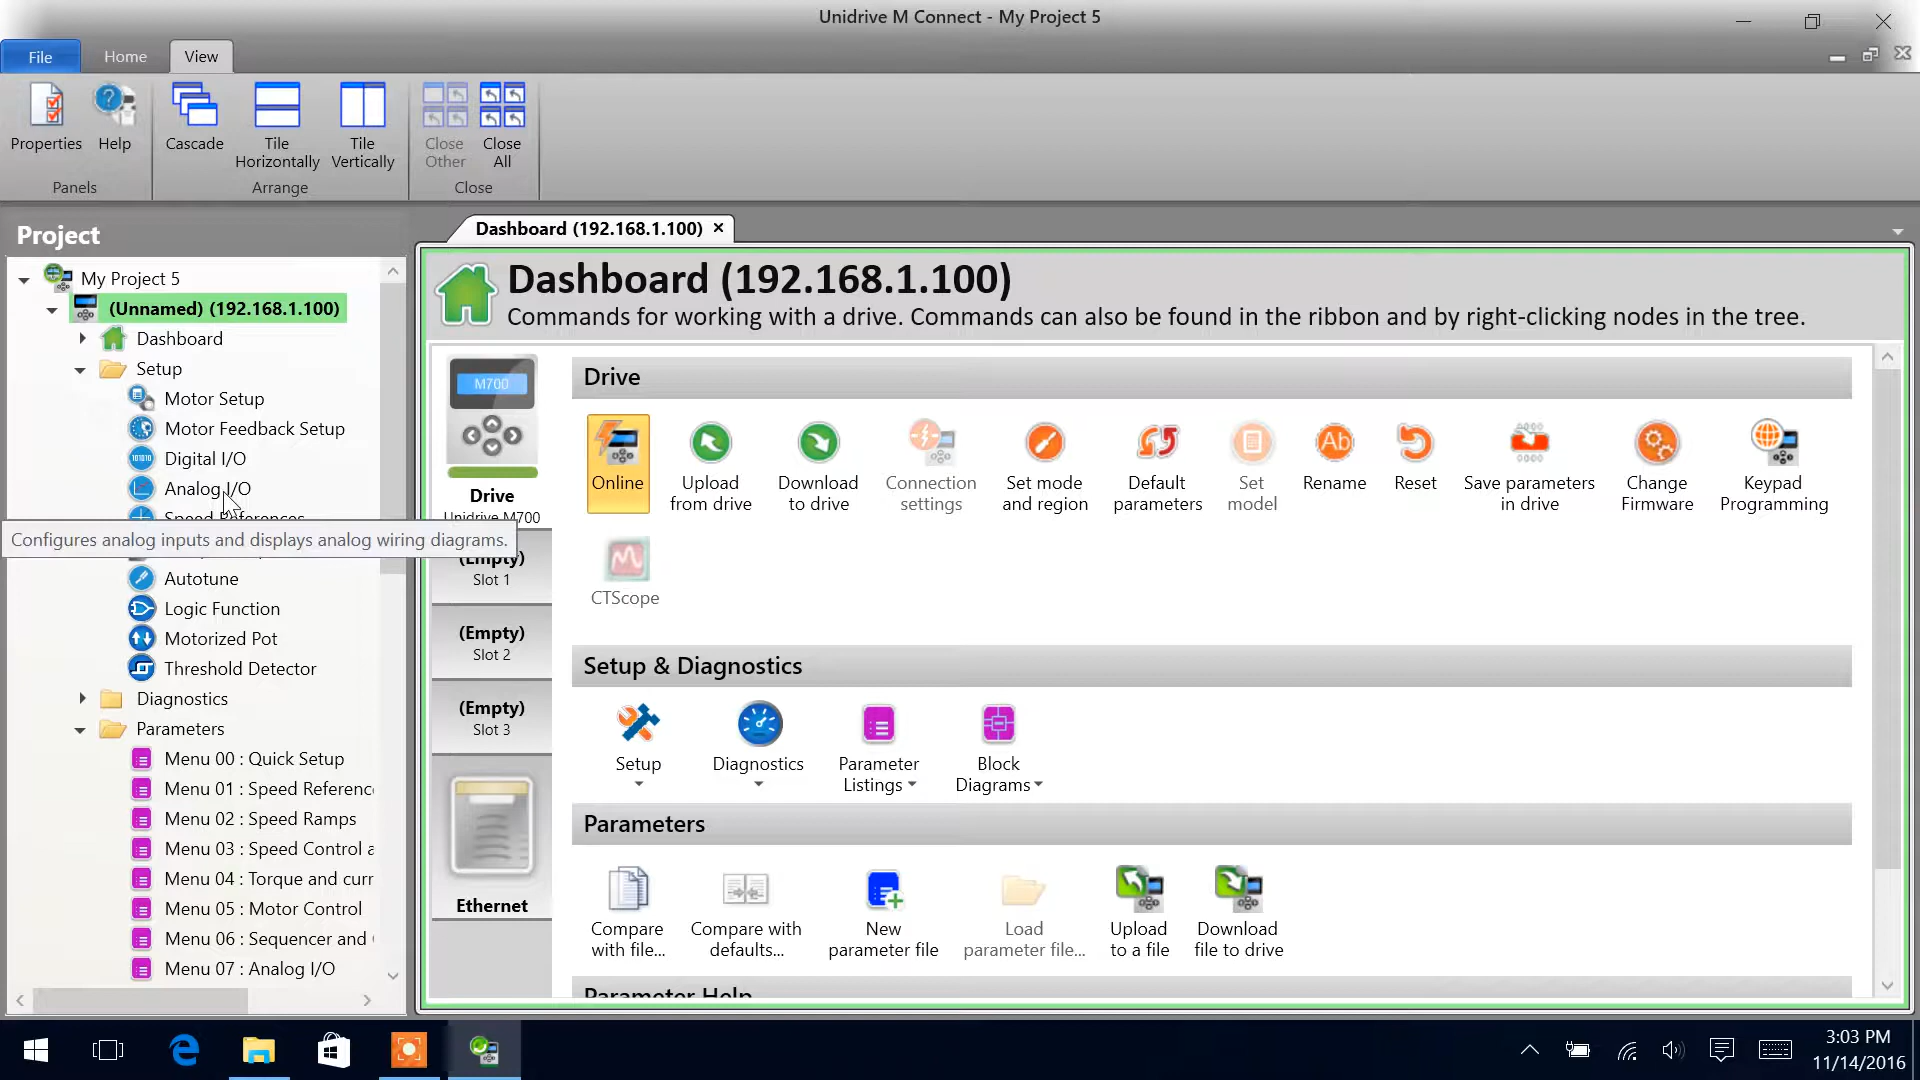 Unidrive M Connect - My Project 5
File
Home
View
Properties
Help
Cascade
Tile
Horizontally
Tile
Vertically
Close
Other
Close
All
Panels
Arrange
Close
Project
Dashboard (192.168.1.100)
My Project 5
(Unnamed) (192.168.1.100)
Dashboard
Setup
Motor Setup
Motor Feedback Setup
Digital I/O
Analog I/O
Speed References
Configures analog inputs and displays analog wiring diagrams.
Autotune
Logic Function
Motorized Pot
Threshold Detector
Diagnostics
Parameters
Menu 00 : Quick Setup
Menu 01 : Speed Referenc
Menu 02 : Speed Ramps
Menu 03 : Speed Control a
Menu 04 : Torque and curr
Menu 05 : Motor Control
Menu 06 : Sequencer and
Menu 07 : Analog I/O
Dashboard (192.168.1.100)
Commands for working with a drive. Commands can also be found in the ribbon and by right-clicking nodes in the tree.
M700
Drive
Unidrive M700
(Empty)
Slot 1
(Empty)
Slot 2
(Empty)
Slot 3
Ethernet
Drive
Online
Upload
from drive
Download
to drive
Connection
settings
Set mode
and region
Default
parameters
Set
model
Ab
Rename
Reset
Save parameters
in drive
Change
Firmware
Keypad
Programming
CTScope
Setup & Diagnostics
Setup
Diagnostics
Parameter
Listings
Block
Diagrams
Parameters
Compare
with file...
Compare with
defaults...
New
parameter file
Load
parameter file...
Upload
to a file
Download
file to drive
Parameter Help
3:03 PM
11/14/2016